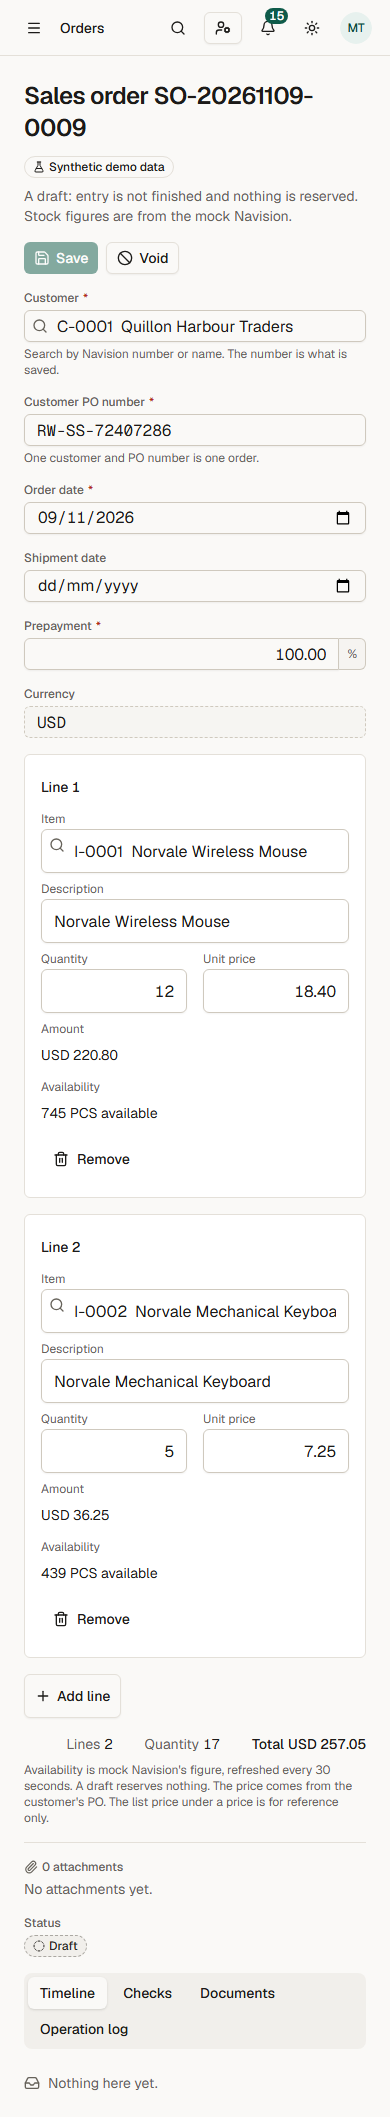 Orders
15
MT
Sales order SO-20261109-
0009
Synthetic demo data
A draft: entry is not finished and nothing is reserved.
Stock figures are from the mock Navision.
Save
Void
Customer *
C-0001 Quillon Harbour Traders
Search by Navision number or name. The number is what is
saved.
Customer PO number *
RW-SS-72407286
One customer and PO number is one order.
Order date *
09/11/2026
Shipment date
dd/mm/yyyy
Prepayment *
100.00 %
Currency
USD
Line 1
Item
I-0001 Norvale Wireless Mouse
Description
Norvale Wireless Mouse
Quantity Unit price
12 18.40
Amount
USD 220.80
Availability
745 PCS available
Remove
Line 2
Item
I-0002 Norvale Mechanical Keyboa
Description
Norvale Mechanical Keyboard
Quantity Unit price
5 7.25
Amount
USD 36.25
Availability
439 PCS available
Remove
Add line
Lines 2 Quantity 17 Total USD 257.05
Availability is mock Navision's figure, refreshed every 30
seconds. A draft reserves nothing. The price comes from the
customer's PO. The list price under a price is for reference
only.
0 attachments
No attachments yet.
Status
Draft
Timeline Checks Documents
Operation log
Nothing here yet.